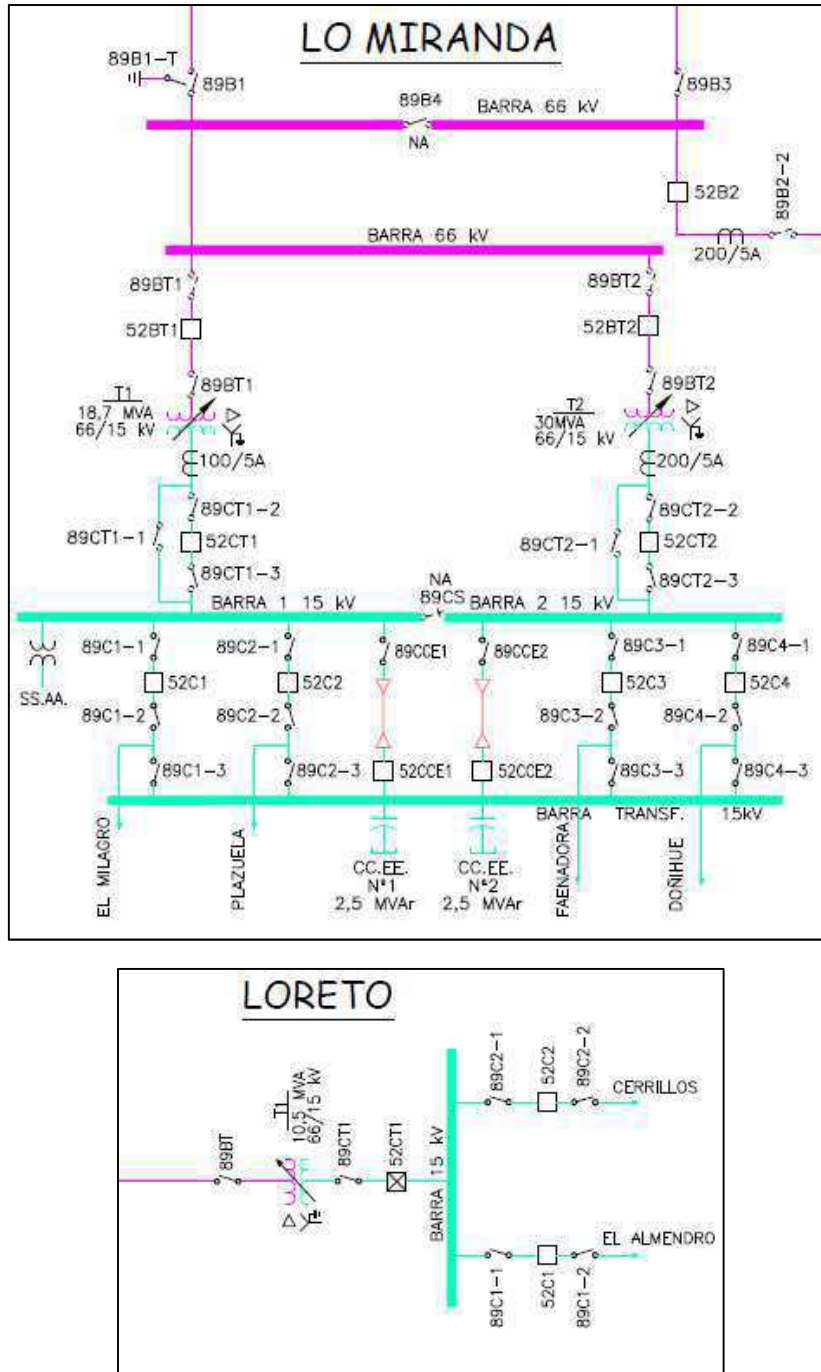 LO MIRANDA
89B1-T
89B1
89B3
89B4
BARRA 66 kV
NA
52B2
89B2-2
200/5A
BARRA 66 kV
89BT1
89BT2
52BT1
52BT2
89BT1
89BT2
T1
18,7 MVA
66/15 kV
T2
30MVA
66/15 kV
100/5A
200/5A
89CT1-2
89CT2-2
89CT1-1
52CT1
89CT2-1
52CT2
89CT1-3
89CT2-3
NA
89CS
BARRA 1 15 kV
BARRA 2 15 kV
SS.AA.
89C1-1
89C2-1
89CCE1
89CCE2
89C3-1
89C4-1
52C1
52C2
52C3
52C4
89C1-2
89C2-2
89C3-2
89C4-2
89C1-3
89C2-3
52CCE1
52CCE2
89C3-3
89C4-3
BARRA TRANSF. 15kV
EL MILAGRO
PLAZUELA
CC.EE.
Nº1
2,5 MVAr
CC.EE.
Nº2
2,5 MVAr
FAENADORA
DOÑIHUE
LORETO
89BT
T1
10,5 MVA
66/15 kV
89CT1
52CT1
BARRA 15 kV
89C2-1
52C2
89C2-2
CERRILLOS
89C1-1
52C1
89C1-2
EL ALMENDRO